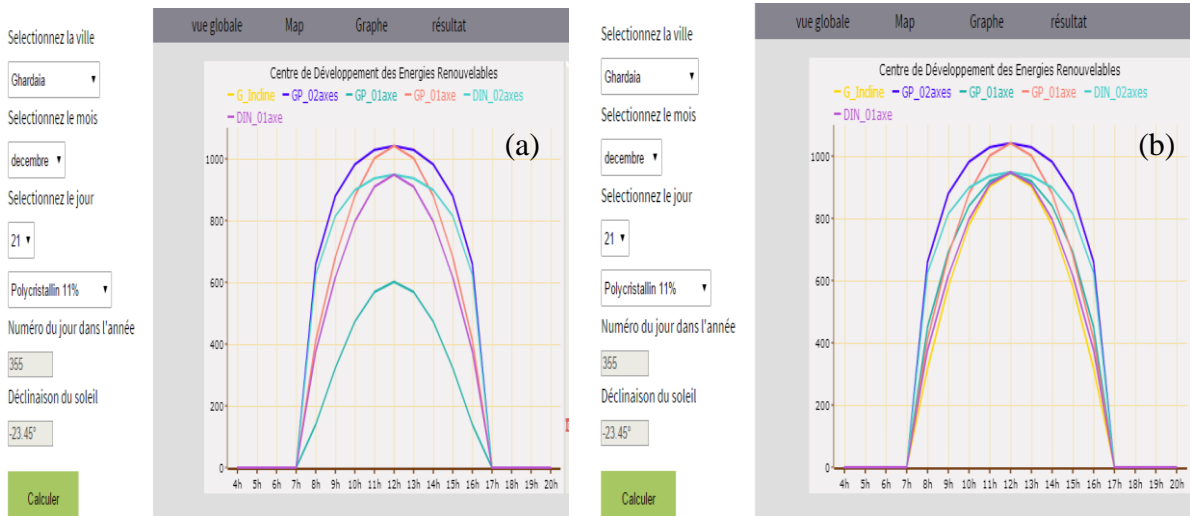 Selectionnez la ville
Ghardaia
Selectionnez le mois
decembre
Selectionnez le jour
21
Polycristallin 11%
Numéro du jour dans l'année
355
Déclinaison du soleil
-23.45°
Calculer
vue globale Map Graphe résultat
Centre de Développement des Energies Renouvelables
G_Incline GP_02axes GP_01axe GP_01axe DIN_02axes
DIN_01axe
(a)
1000
800
600
400
200
0
4h 5h 6h 7h 8h 9h 10h 11h 12h 13h 14h 15h 16h 17h 18h 19h 20h
Selectionnez la ville
Ghardaia
Selectionnez le mois
decembre
Selectionnez le jour
21
Polycristallin 11%
Numéro du jour dans l'année
355
Déclinaison du soleil
-23.45°
Calculer
vue globale Map Graphe résultat
Centre de Développement des Energies Renouvelables
G_Incline GP_02axes GP_01axe GP_01axe DIN_02axes
DIN_01axe
(b)
1000
800
600
400
200
0
4h 5h 6h 7h 8h 9h 10h 11h 12h 13h 14h 15h 16h 17h 18h 19h 20h